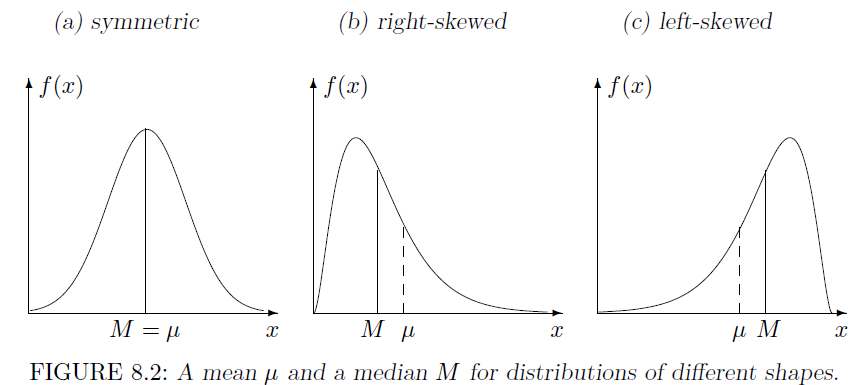 (a) symmetric (b) right-skewed (c) left-skewed
f(x) f(x) f(x)
M = μ x M μ x μ M x
FIGURE 8.2: A mean μ and a median M for distributions of different shapes.